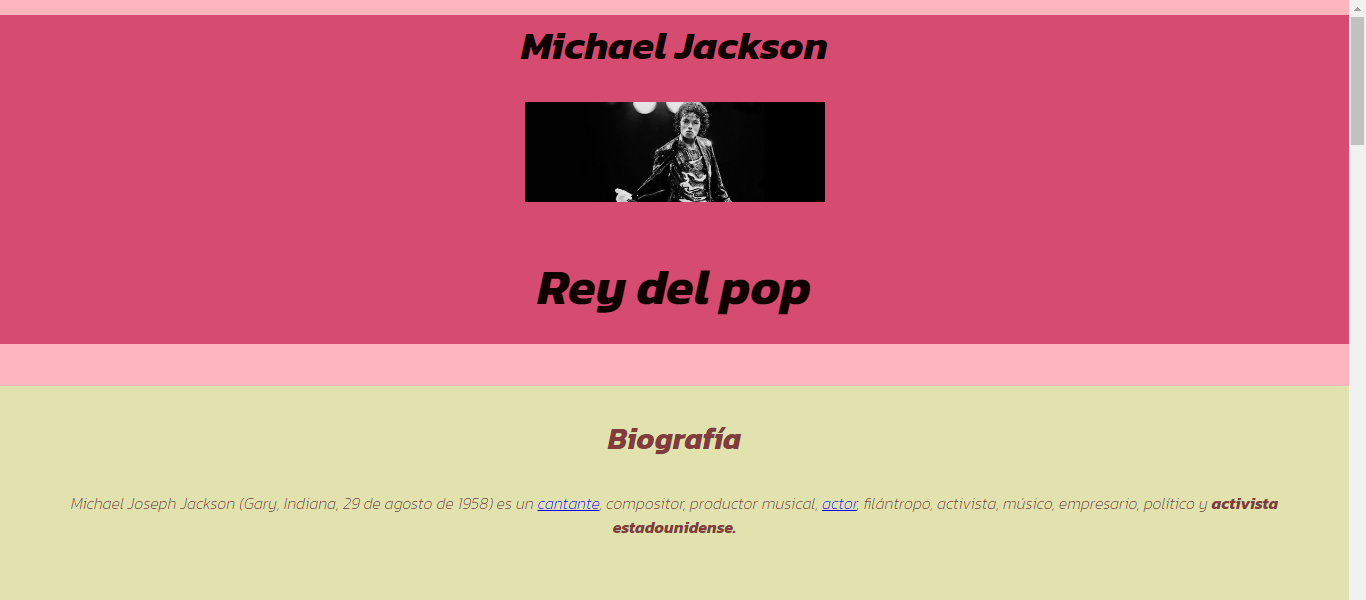 Michael Jackson
Rey del pop
Biografía
Michael Joseph Jackson (Gary, Indiana, 29 de agosto de 1958) es un cantante, compositor, productor musical, actor, filántropo, activista, músico, empresario, político y activista
estadounidense.